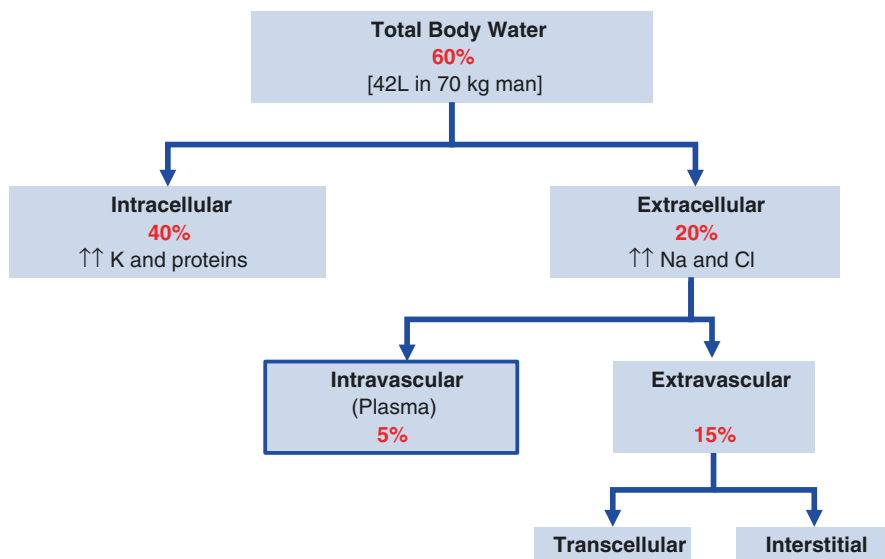 Total Body Water
60%
[42L in 70 kg man]
Intracellular
40%
↑↑ K and proteins
Extracellular
20%
↑↑ Na and Cl
Intravascular
(Plasma)
5%
Extravascular
15%
Transcellular
Interstitial